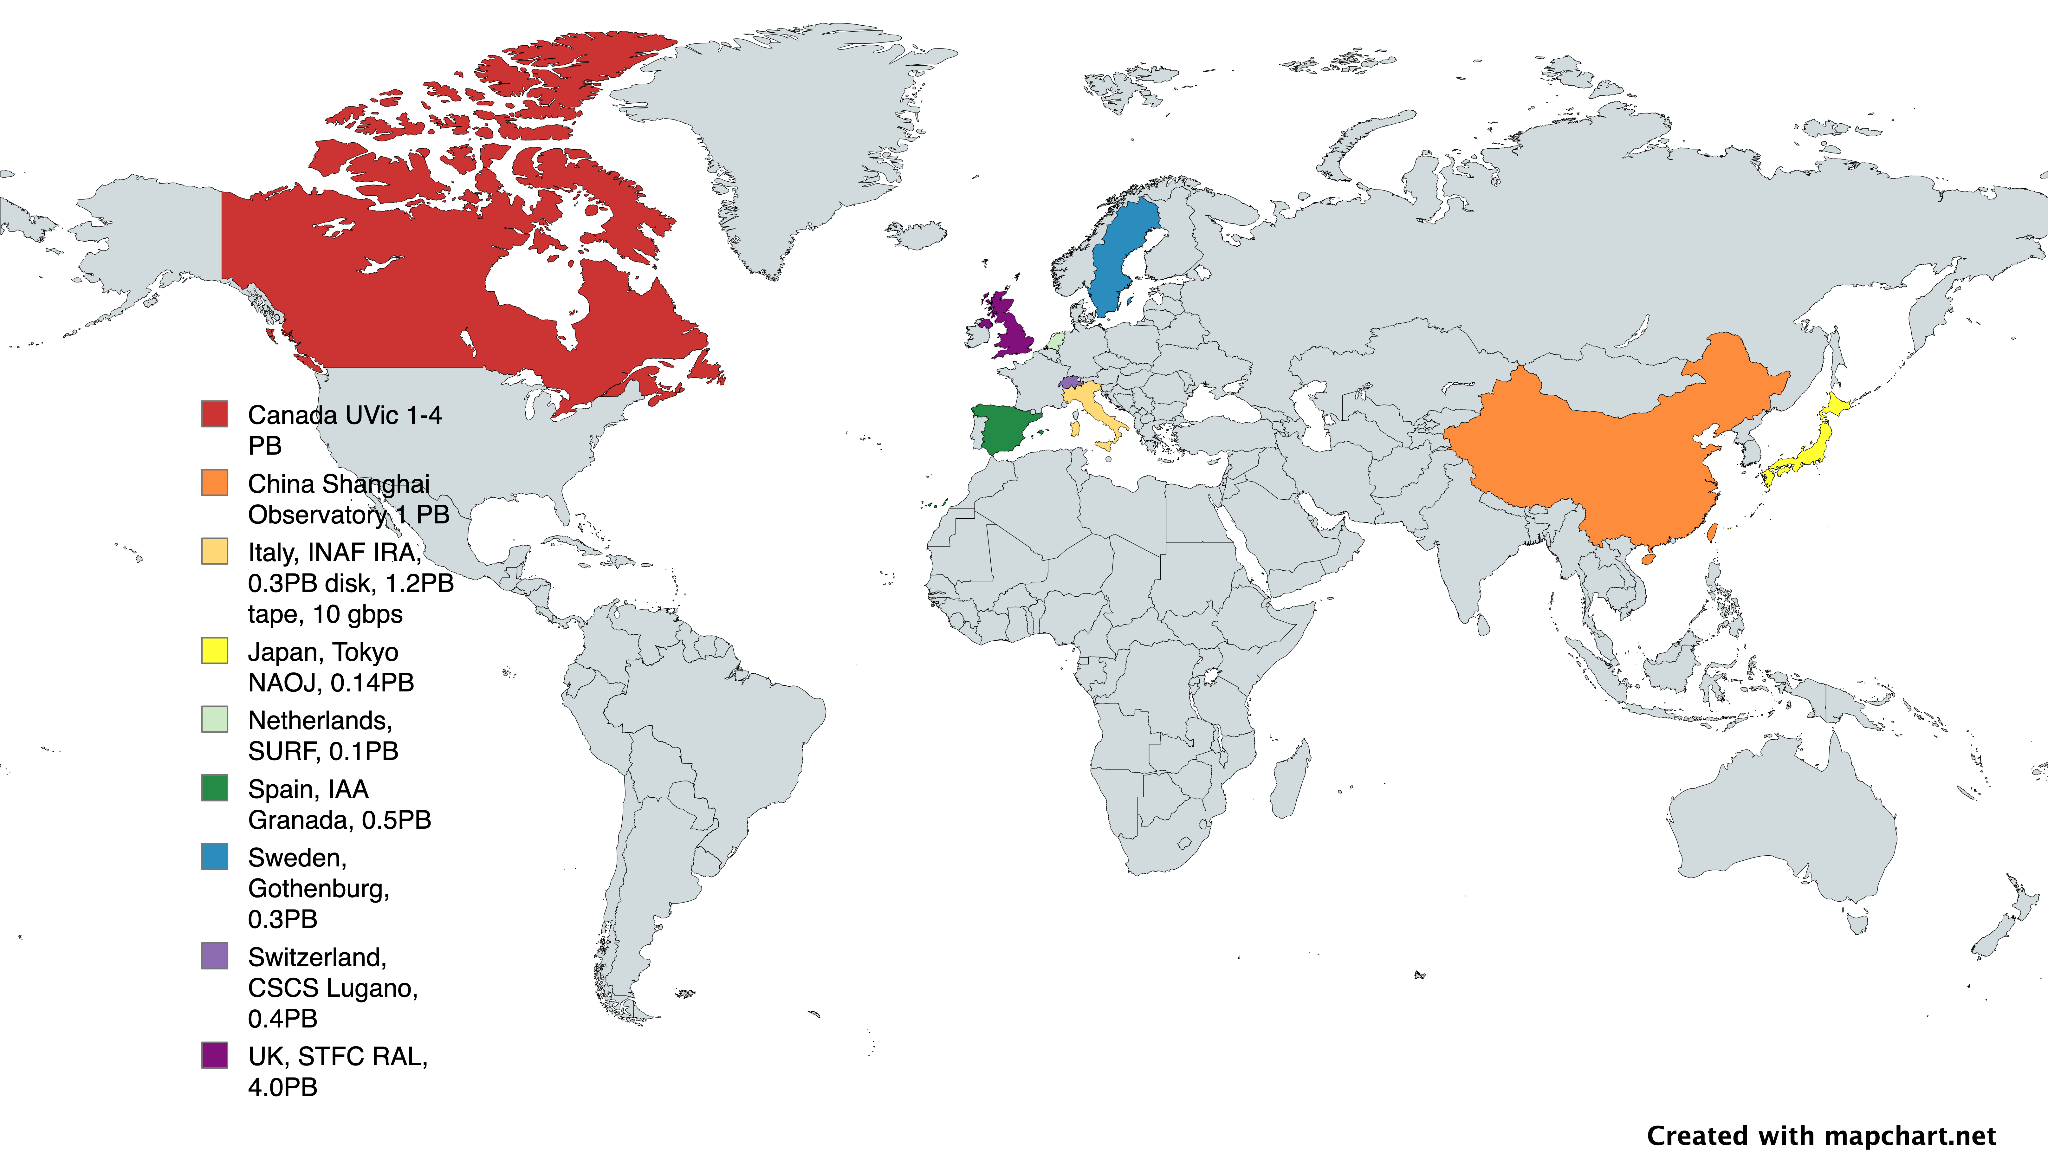 Canada UVic 1-4
PB
China Shanghai
Observatory 1 PB
Italy, INAF IRA,
0.3PB disk, 1.2PB
tape, 10 gbps
Japan, Tokyo
NAOJ, 0.14PB
Netherlands,
SURF, 0.1PB
Spain, IAA
Granada, 0.5PB
Sweden,
Gothenburg,
0.3PB
Switzerland,
CSCS Lugano,
0.4PB
UK, STFC RAL,
4.0PB
Created with mapchart.net